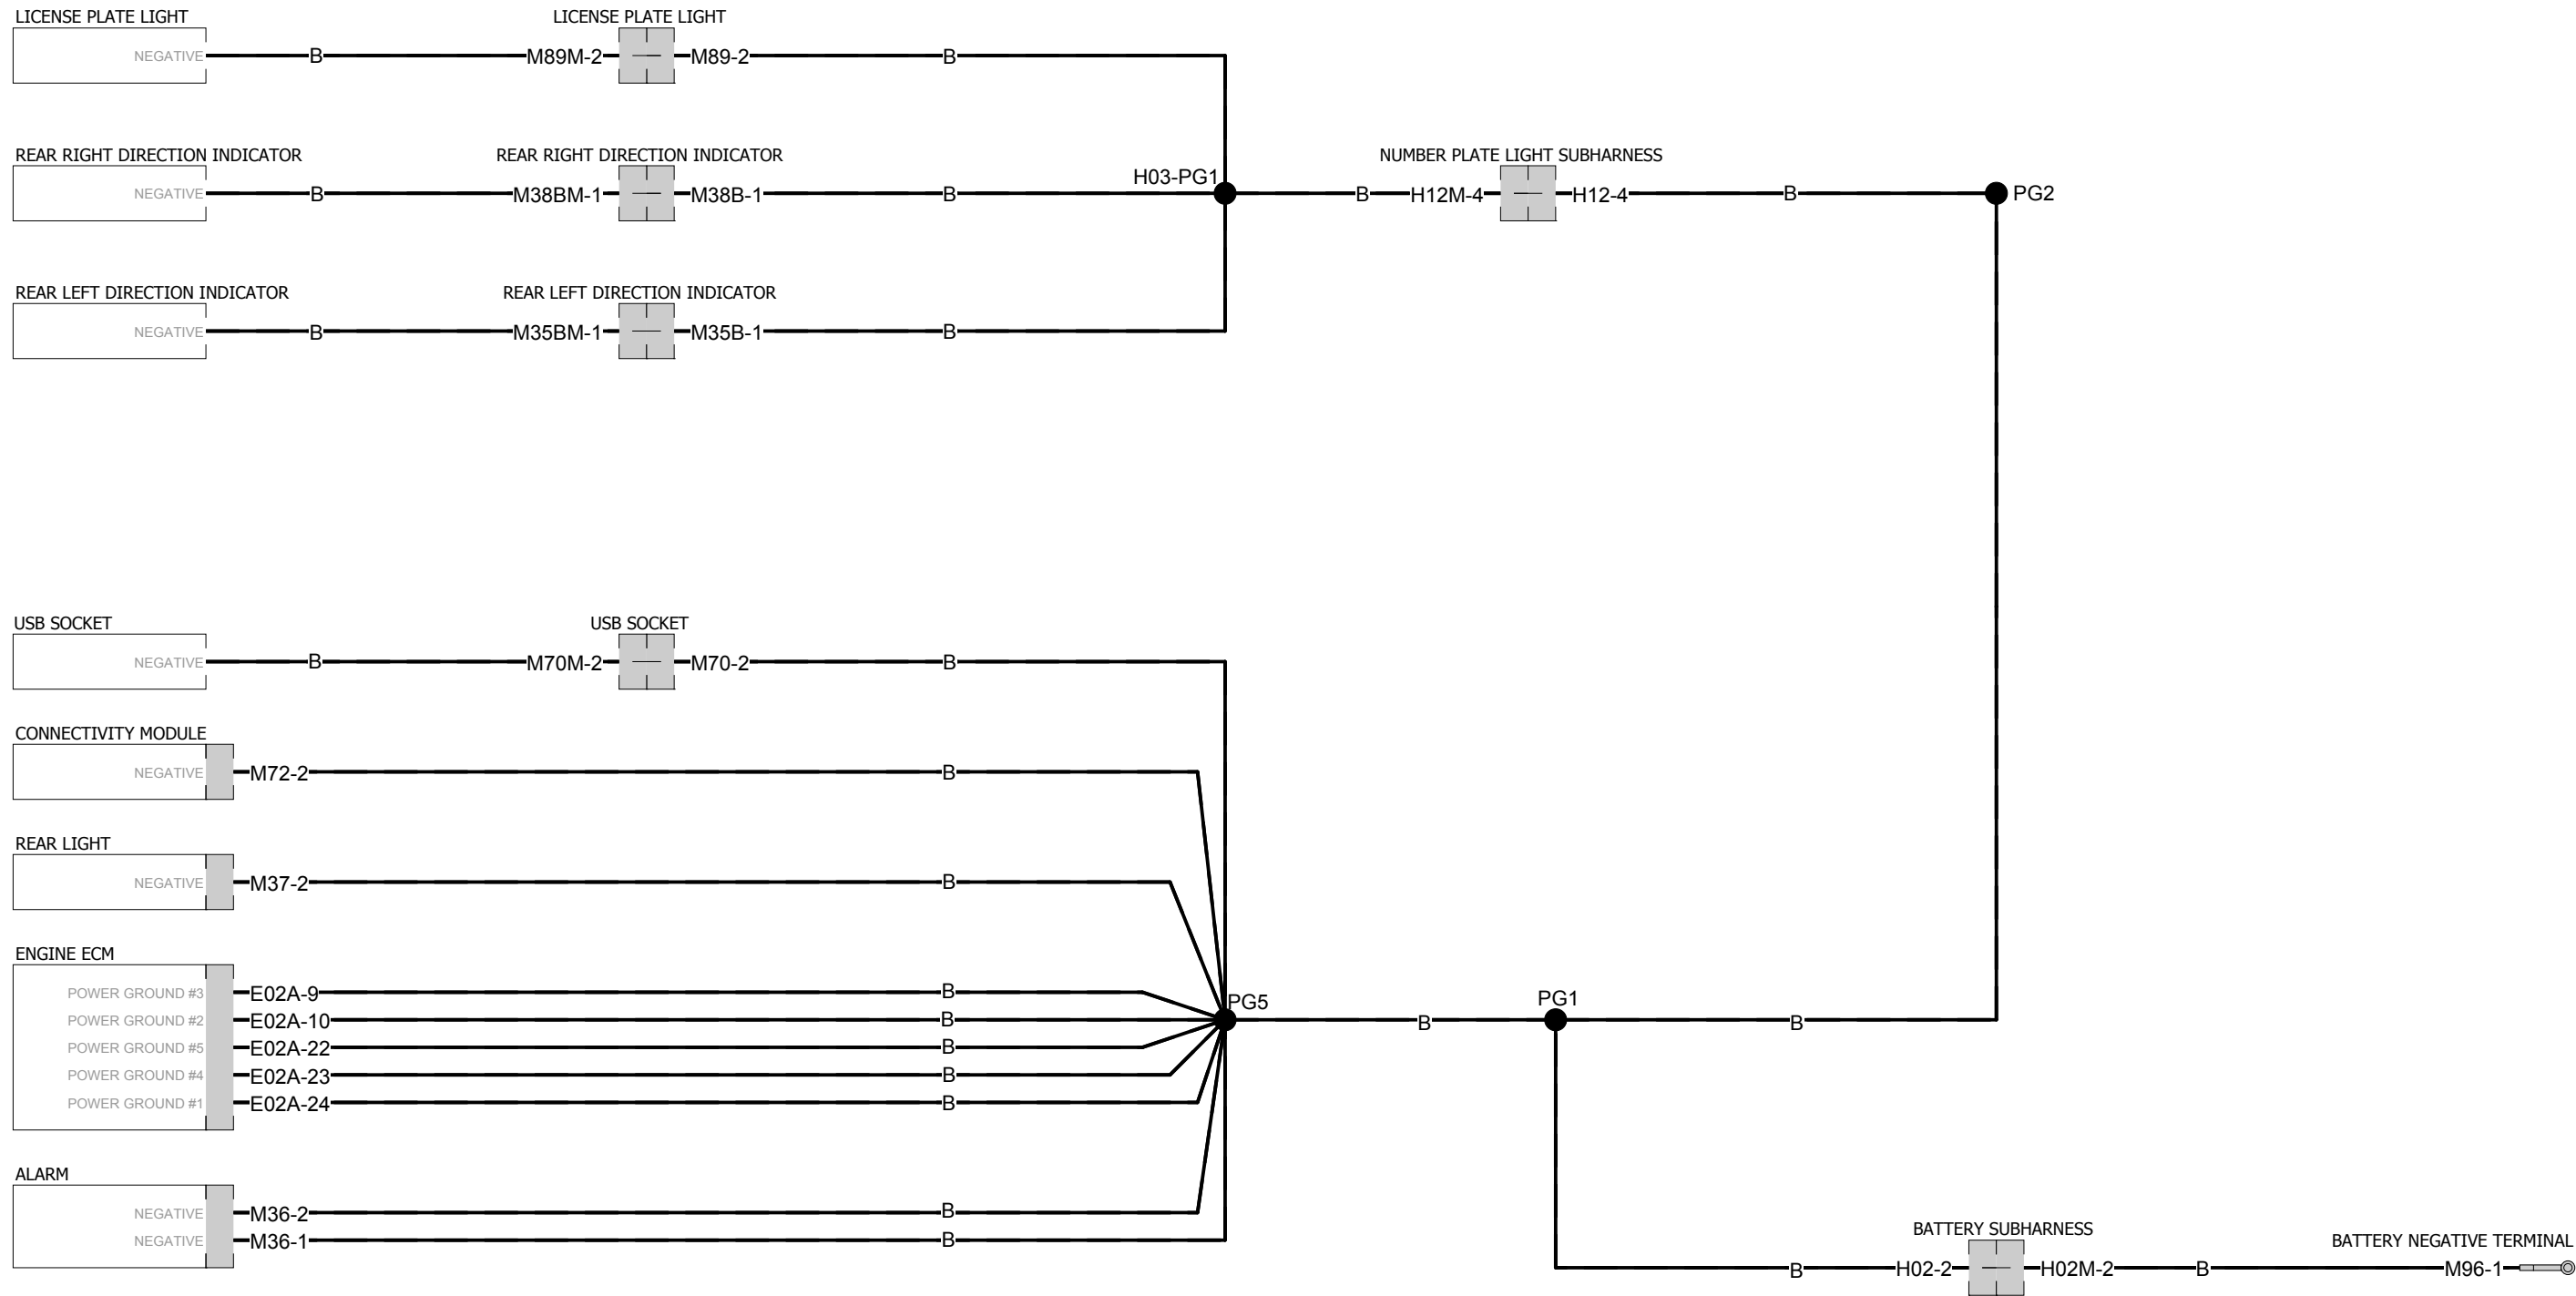 LICENSE PLATE LIGHT
LICENSE PLATE LIGHT
NEGATIVE B M89M-2 M89-2 B
REAR RIGHT DIRECTION INDICATOR
REAR RIGHT DIRECTION INDICATOR
H03-PG1
NUMBER PLATE LIGHT SUBHARNESS
NEGATIVE B M38BM-1 M38B-1 B B H12M-4 H12-4 B PG2
REAR LEFT DIRECTION INDICATOR
REAR LEFT DIRECTION INDICATOR
NEGATIVE B M35BM-1 M35B-1 B
USB SOCKET
USB SOCKET
NEGATIVE B M70M-2 M70-2 B
CONNECTIVITY MODULE
NEGATIVE M72-2 B
REAR LIGHT
NEGATIVE M37-2 B
ENGINE ECM
POWER GROUND #3 E02A-9 B
PG5
PG1
POWER GROUND #2 E02A-10 B B B
POWER GROUND #5 E02A-22 B
POWER GROUND #4 E02A-23 B
POWER GROUND #1 E02A-24 B
ALARM
NEGATIVE M36-2 B
NEGATIVE M36-1 B
BATTERY SUBHARNESS
BATTERY NEGATIVE TERMINAL
B H02-2 H02M-2 B M96-1